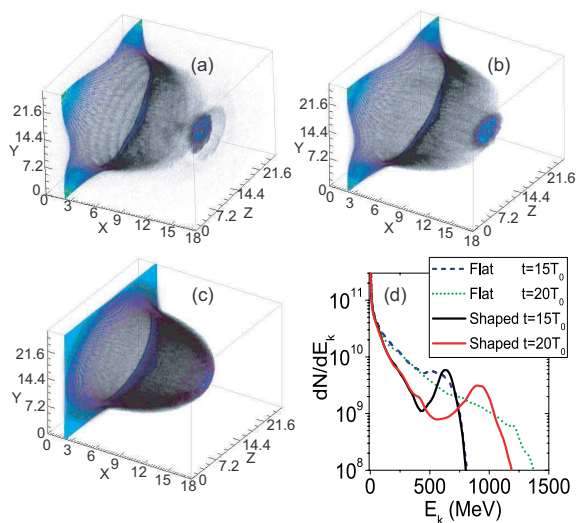 (a)
21.6
14.4
Y
7.2
0
0
3
6
9
X
12
15
18
0
7.2
Z
14.4
21.6
(b)
21.6
14.4
Y
7.2
0
0
3
6
9
X
12
15
18
0
7.2
Z
14.4
21.6
(c)
21.6
14.4
Y
7.2
0
0
3
6
9
X
12
15
18
0
7.2
Z
14.4
21.6
Flat t=15T₀
Flat t=20T₀
Shaped t=15T₀
Shaped t=20T₀
(d)
dN/dEₖ
10¹¹
10¹⁰
10⁹
10⁸
0 500 1000 1500
Eₖ (MeV)